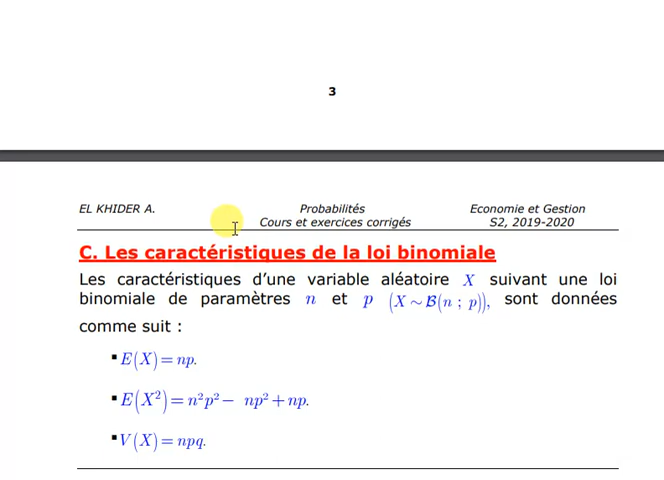 3
EL KHIDER A. Probabilités Economie et Gestion
Cours et exercices corrigés S2, 2019-2020
C. Les caractéristiques de la loi binomiale
Les caractéristiques d’une variable aléatoire X suivant une loi
binomiale de paramètres n et p (X ~ B(n ; p)), sont données
comme suit :
▪ E(X) = np.
▪ E(X²) = n²p² − np² + np.
▪ V(X) = npq.